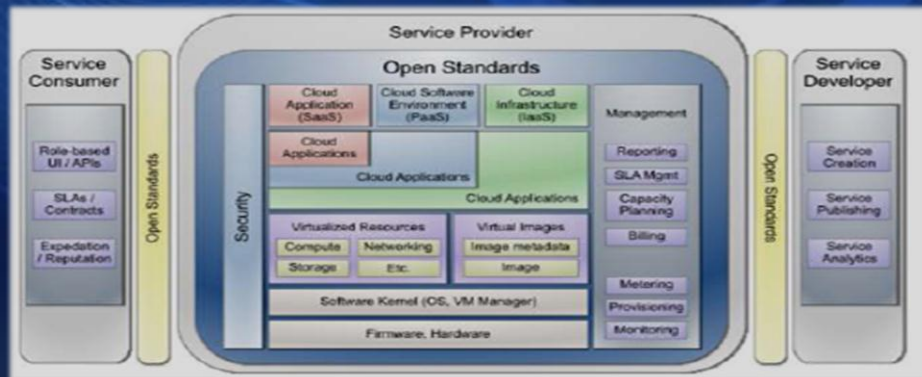 Service Provider
Service
Consumer
Role-based
UI / APIs
SLAs /
Contracts
Expedation
/ Reputation
Open Standards
Open Standards
Security
Cloud
Application
(SaaS)
Cloud Software
Environment
(PaaS)
Cloud
Infrastructure
(IaaS)
Cloud
Applications
Cloud Applications
Cloud Applications
Virtualized Resources
Compute
Networking
Storage
Etc.
Virtual Images
Image metadata
Image
Software Kernel (OS, VM Manager)
Firmware, Hardware
Management
Reporting
SLA Mgmt
Capacity
Planning
Billing
Metering
Provisioning
Monitoring
Open Standards
Service
Developer
Service
Creation
Service
Publishing
Service
Analytics